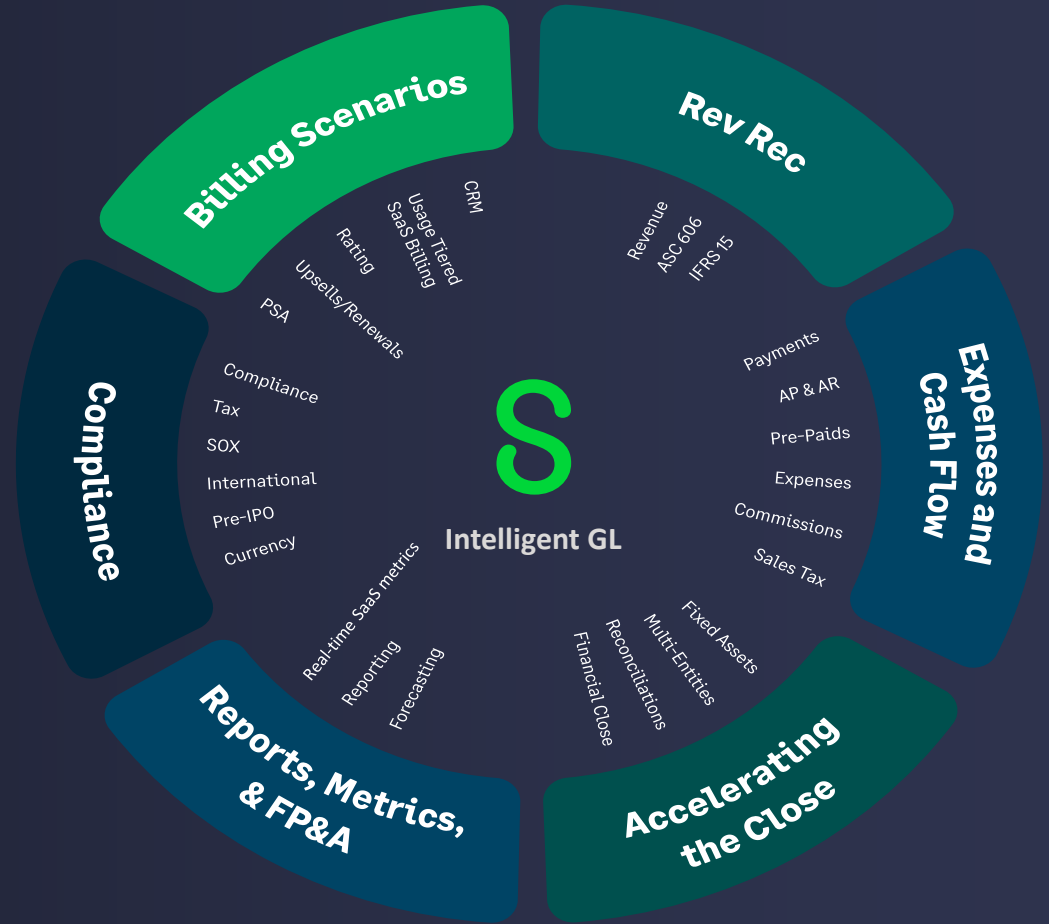 Billing Scenarios
CRM
Usage Tiered
SaaS Billing
Rating
Upsells/Renewals
PSA
Rev Rec
Revenue
ASC 606
IFRS 15
Expenses and
Cash Flow
Payments
AP & AR
Pre-Paids
Expenses
Commissions
Sales Tax
Accelerating
the Close
Fixed Assets
Multi-Entities
Reconciliations
Financial Close
Reports, Metrics,
& FP&A
Forecasting
Reporting
Real-time SaaS metrics
Compliance
Compliance
Tax
SOX
International
Pre-IPO
Currency
Intelligent GL